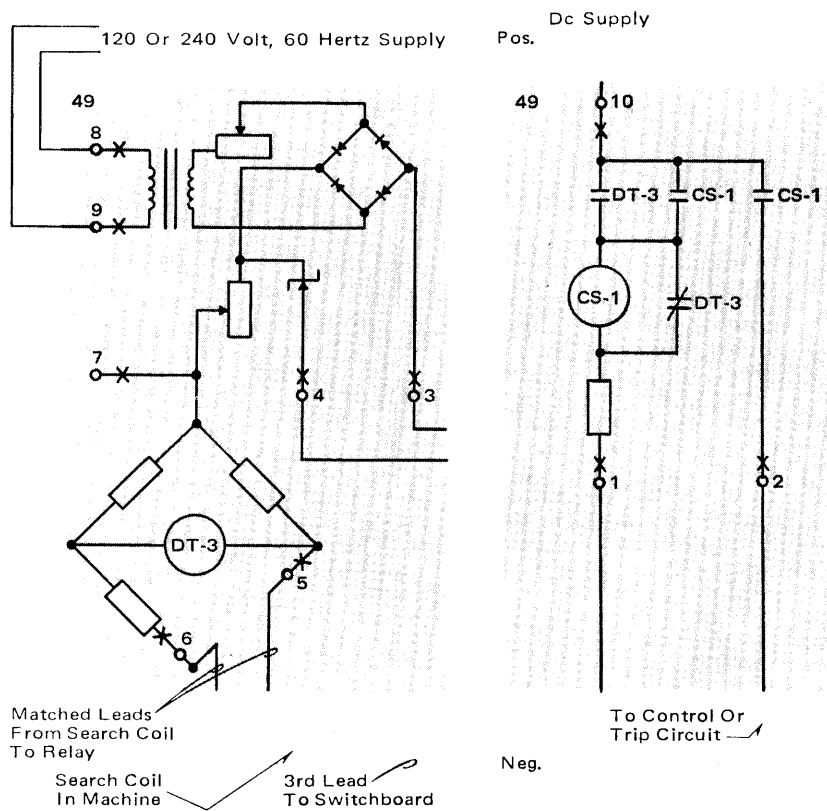 Dc Supply
120 Or 240 Volt, 60 Hertz Supply
Pos.
49
8
9
49
10
DT-3
CS-1
CS-1
CS-1
DT-3
7
4
3
1
2
DT-3
5
6
Matched Leads
From Search Coil
To Relay
To Control Or
Trip Circuit
Neg.
Search Coil
In Machine
3rd Lead
To Switchboard